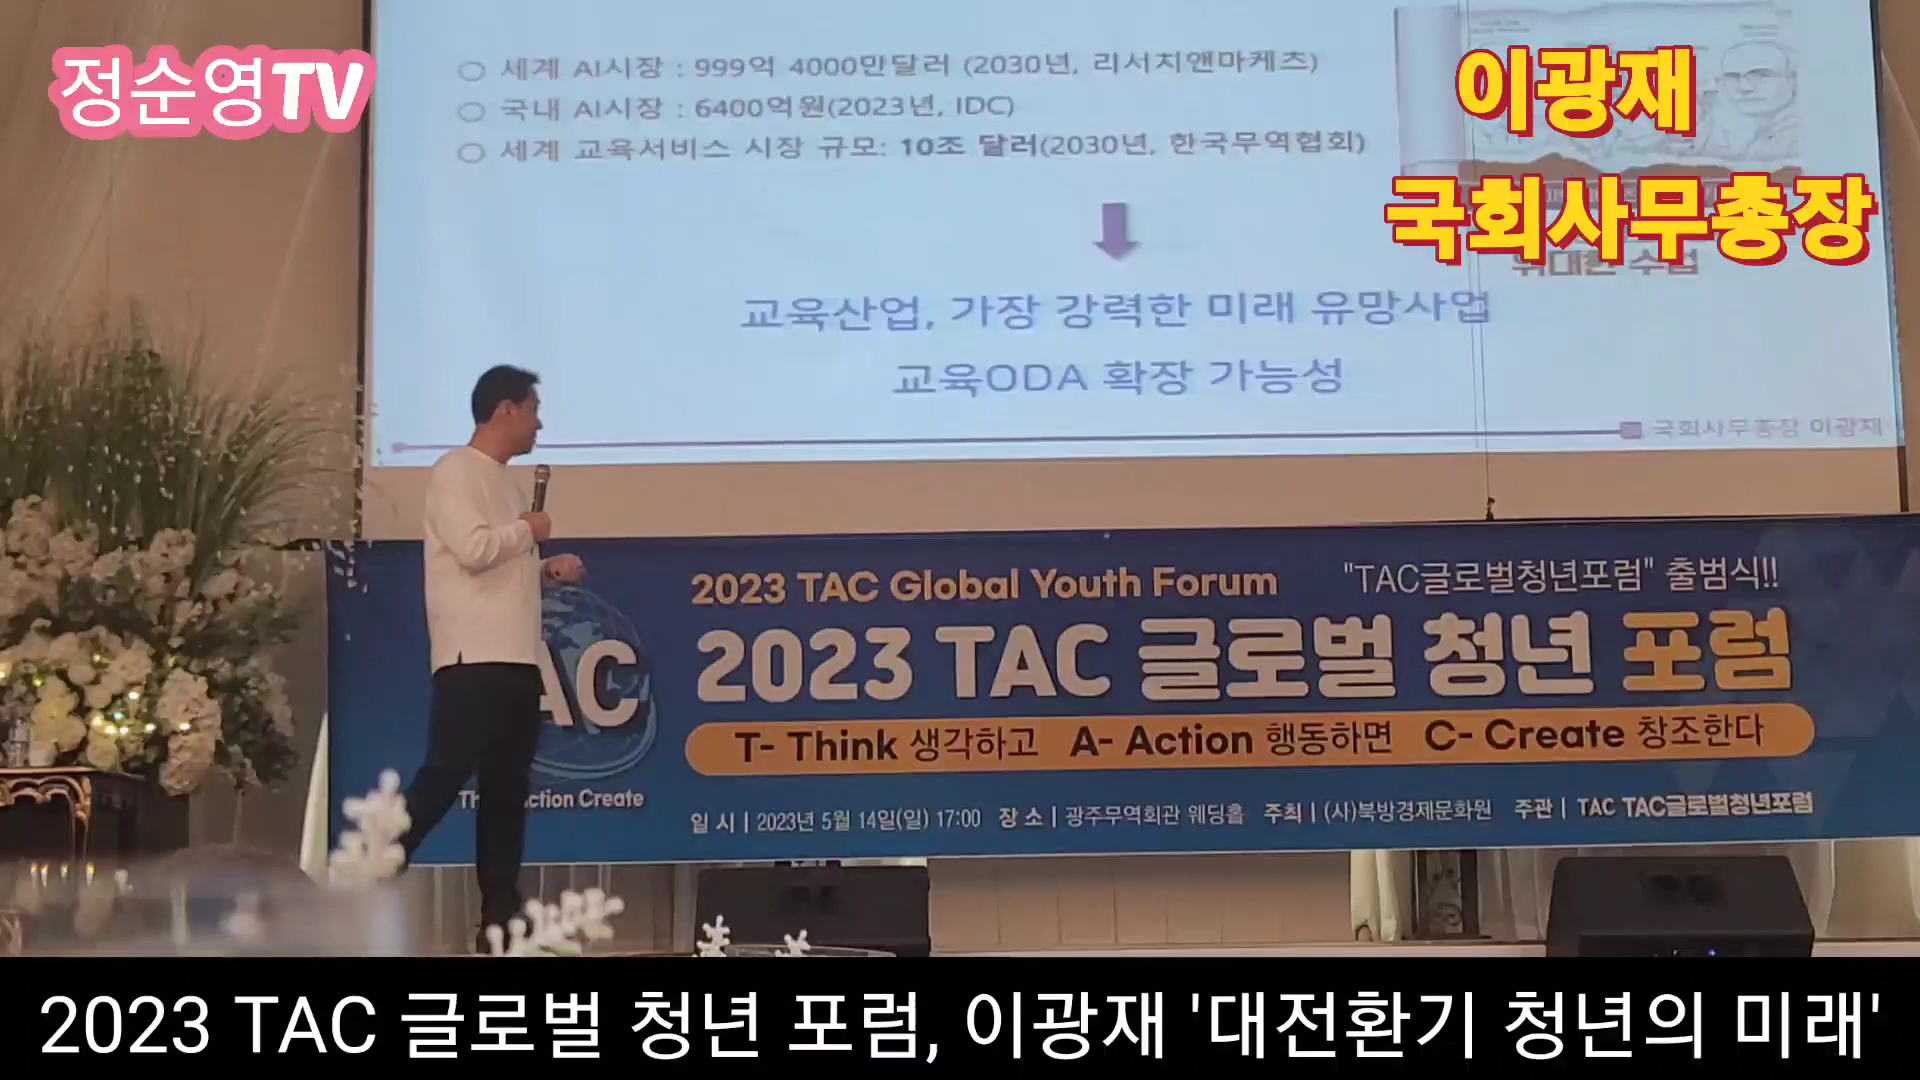 정순영TV
이광재
국회사무총장
세계 AI시장 : 999억 4000만달러 (2030년, 리서치앤마케츠)
국내 AI시장 : 6400억원(2023년, IDC)
세계 교육서비스 시장 규모: 10조 달러(2030년, 한국무역협회)
위대한 수업
교육산업, 가장 강력한 미래 유망사업
교육ODA 확장 가능성
국회사무총장 이광재
2023 TAC Global Youth Forum
"TAC글로벌청년포럼" 출범식!!
2023 TAC 글로벌 청년 포럼
T- Think 생각하고 A- Action 행동하면 C- Create 창조한다
AC
ction Create
일 시 | 2023년 5월 14일(일) 17:00 장 소 | 광주무역회관 웨딩홀 주최 | (사)북방경제문화원 주관 | TAC TAC글로벌청년포럼
2023 TAC 글로벌 청년 포럼, 이광재 '대전환기 청년의 미래'